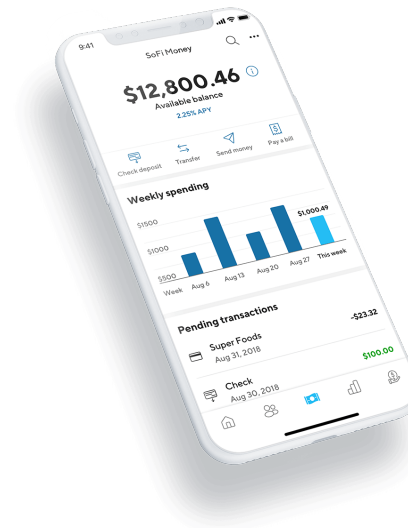 9:41
SoFi Money
$12,800.46
Available balance
2.25% APY
Check deposit Transfer Send money Pay a bill
Weekly spending
$1500
$1000
$500
$1,000.49
Week Aug 6 Aug 13 Aug 20 Aug 27 This week
Pending transactions
Super Foods -$23.32
Aug 31, 2018
Check $100.00
Aug 30, 2018